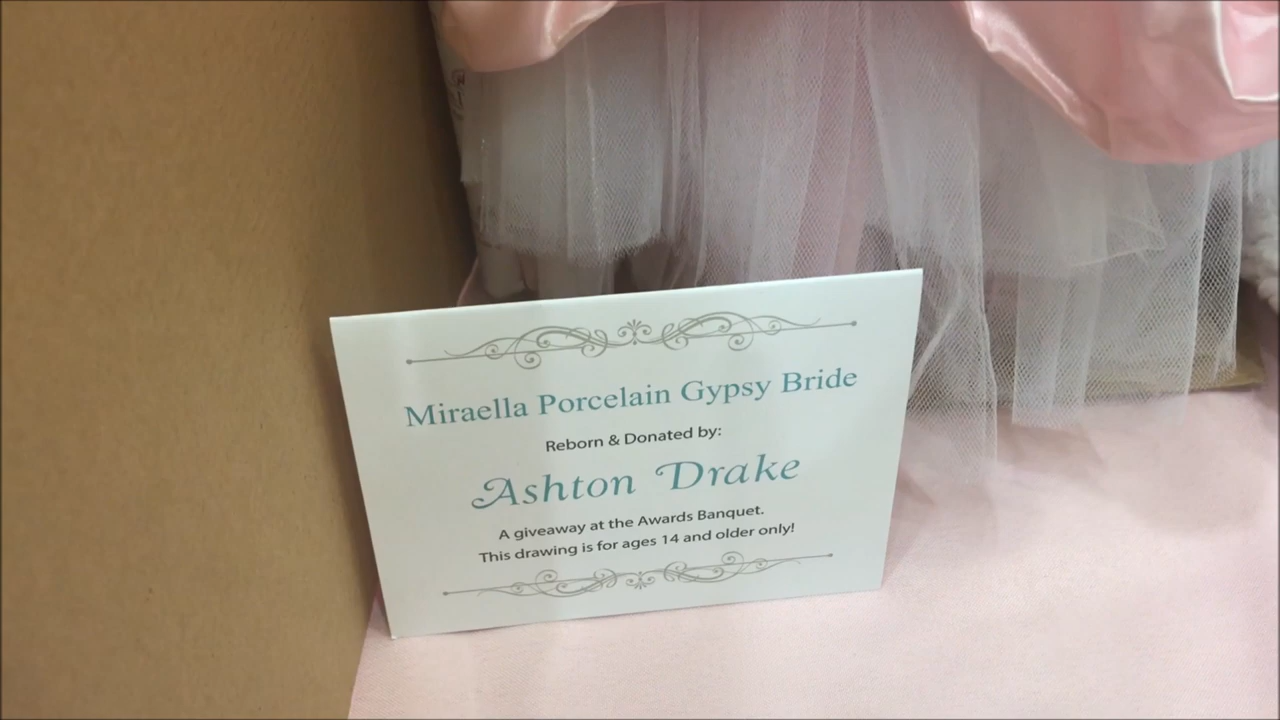 Miraella Porcelain Gypsy Bride
Reborn & Donated by:
Ashton Drake
A giveaway at the Awards Banquet.
This drawing is for ages 14 and older only!